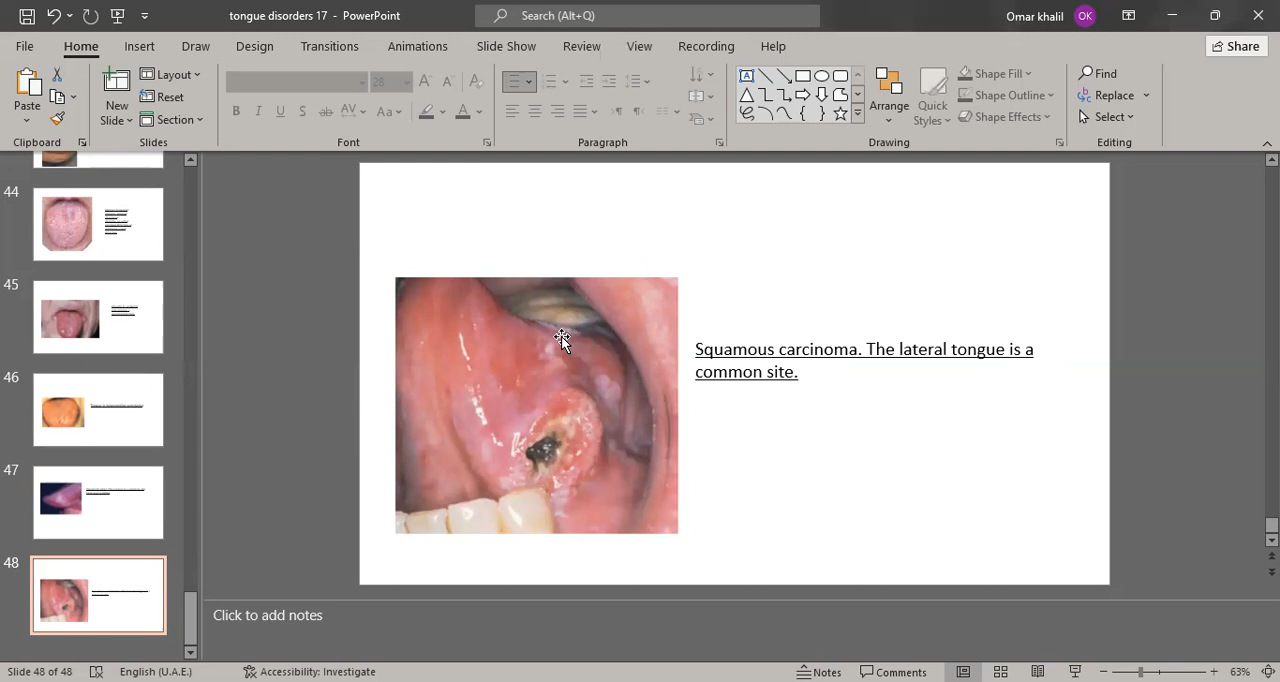 tongue disorders 17 - PowerPoint
Search (Alt+Q)
Omar khalil
OK
File
Home
Insert
Draw
Design
Transitions
Animations
Slide Show
Review
View
Recording
Help
Share
Paste
New
Slide
Layout
Reset
Section
28
Aa
Arrange
Quick
Styles
Shape Fill
Shape Outline
Shape Effects
Find
Replace
Select
Clipboard
Slides
Font
Paragraph
Drawing
Editing
44
45
46
47
48
Squamous carcinoma. The lateral tongue is a
common site.
Click to add notes
Slide 48 of 48
English (U.A.E.)
Accessibility: Investigate
Notes
Comments
63%